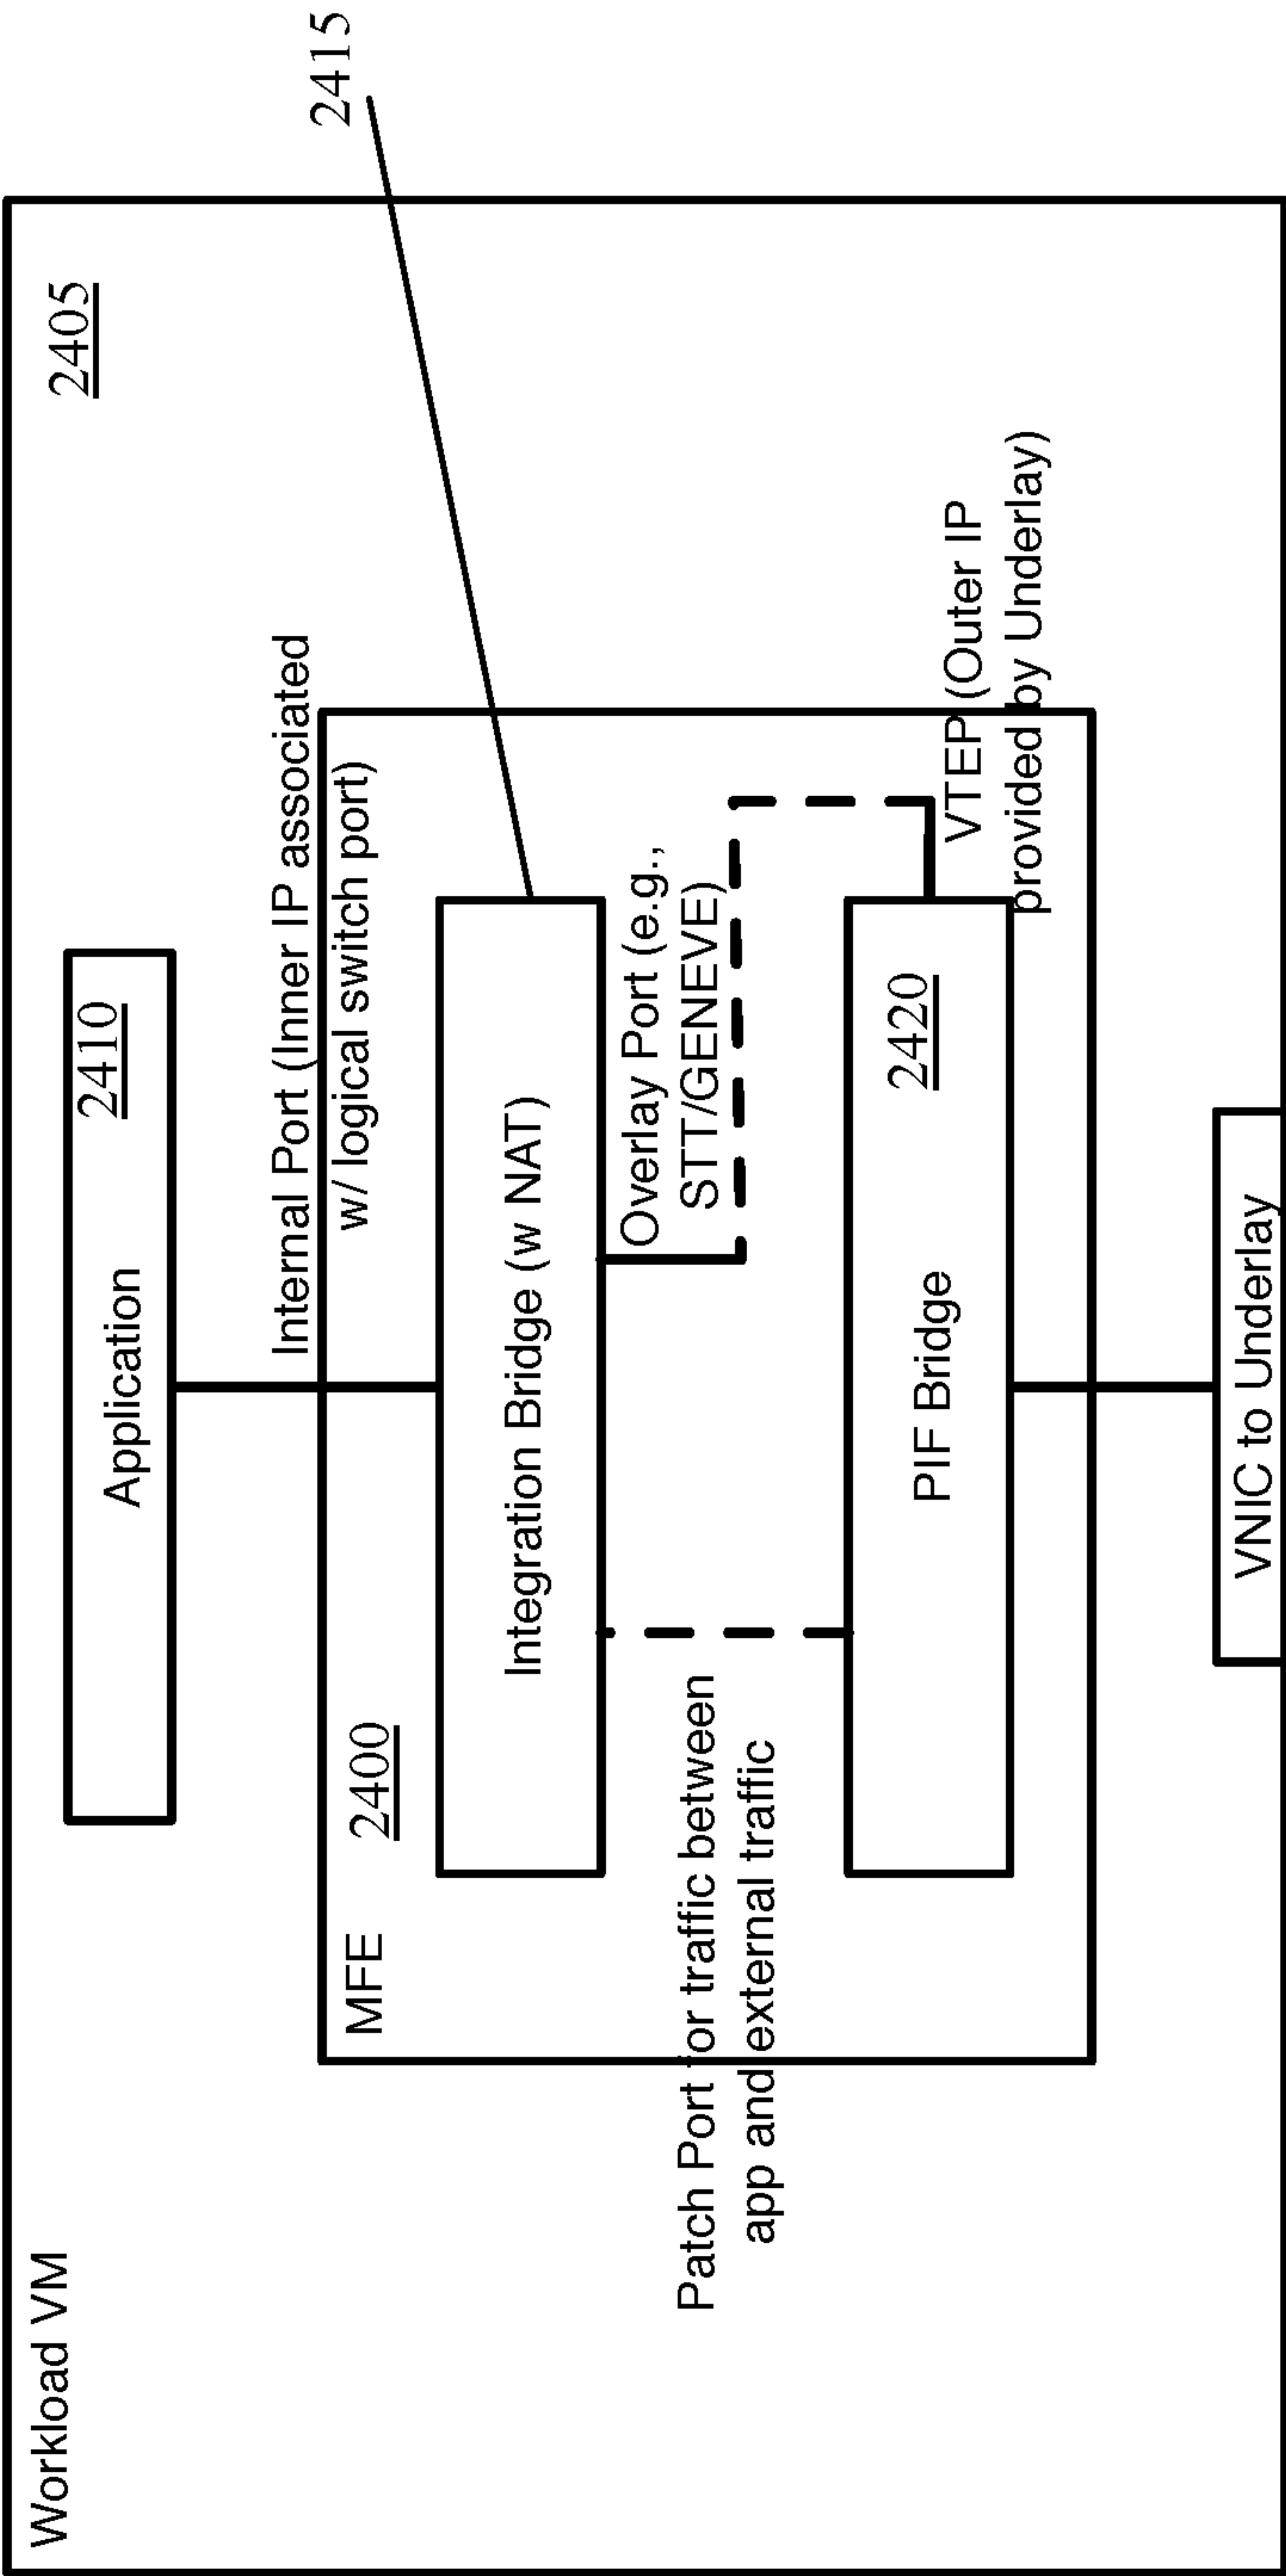 Workload VM
2405
Application
2410
2415
Internal Port (Inner IP associated
w/ logical switch port)
MFE
2400
Integration Bridge (w NAT)
Overlay Port (e.g.,
STT/GENEVE)
Patch Port for traffic between
app and external traffic
PIF Bridge
2420
VTEP (Outer IP
provided by Underlay)
VNIC to Underlay